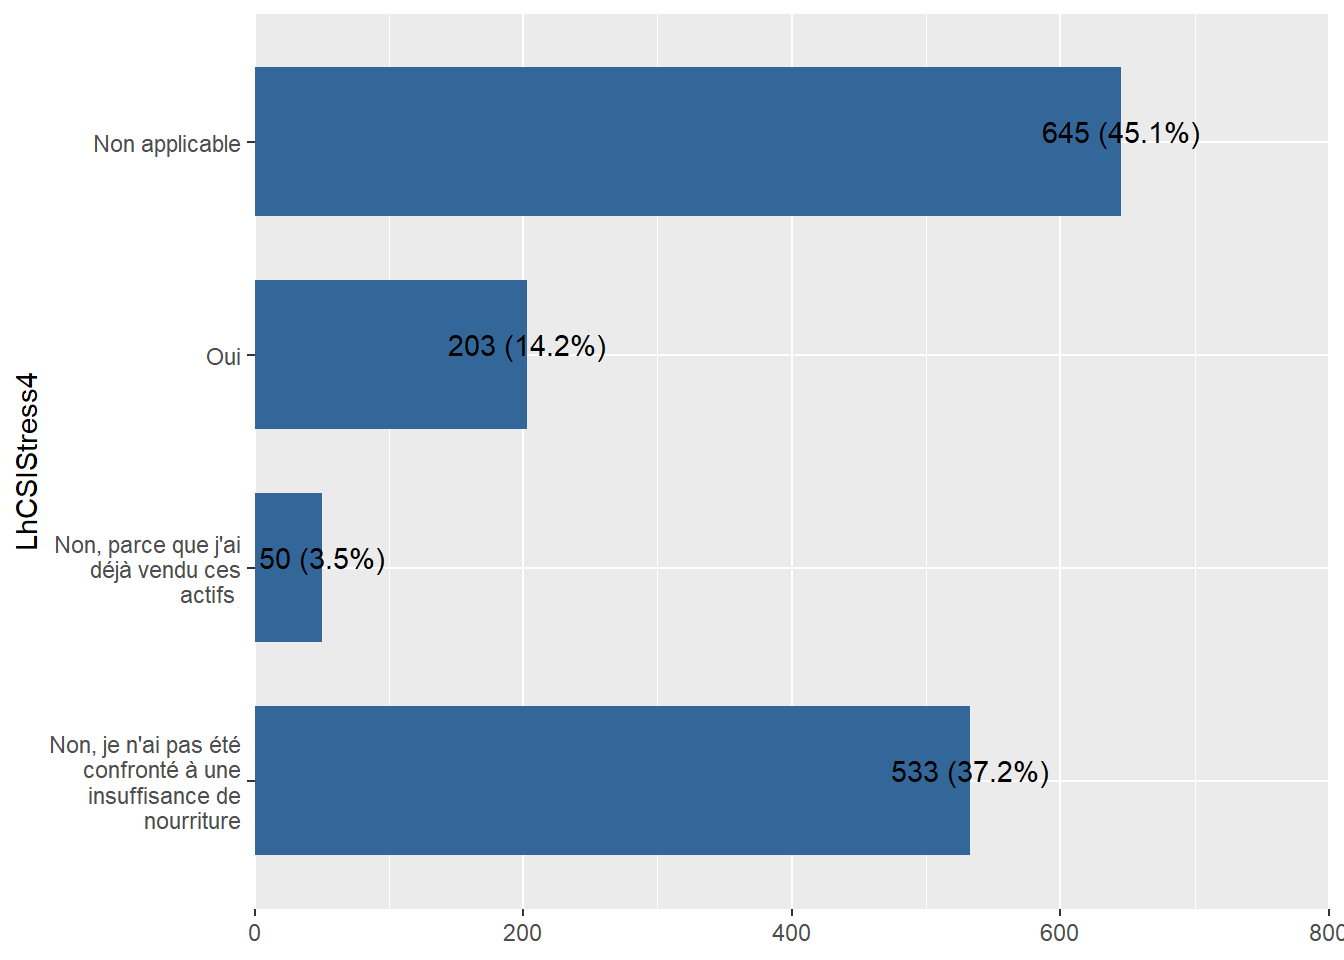 LhCSIStress4
Non applicable
645 (45.1%)
Oui
203 (14.2%)
Non, parce que j'ai
déjà vendu ces
actifs
50 (3.5%)
Non, je n'ai pas été
confronté à une
insuffisance de
nourriture
533 (37.2%)
0 200 400 600 800